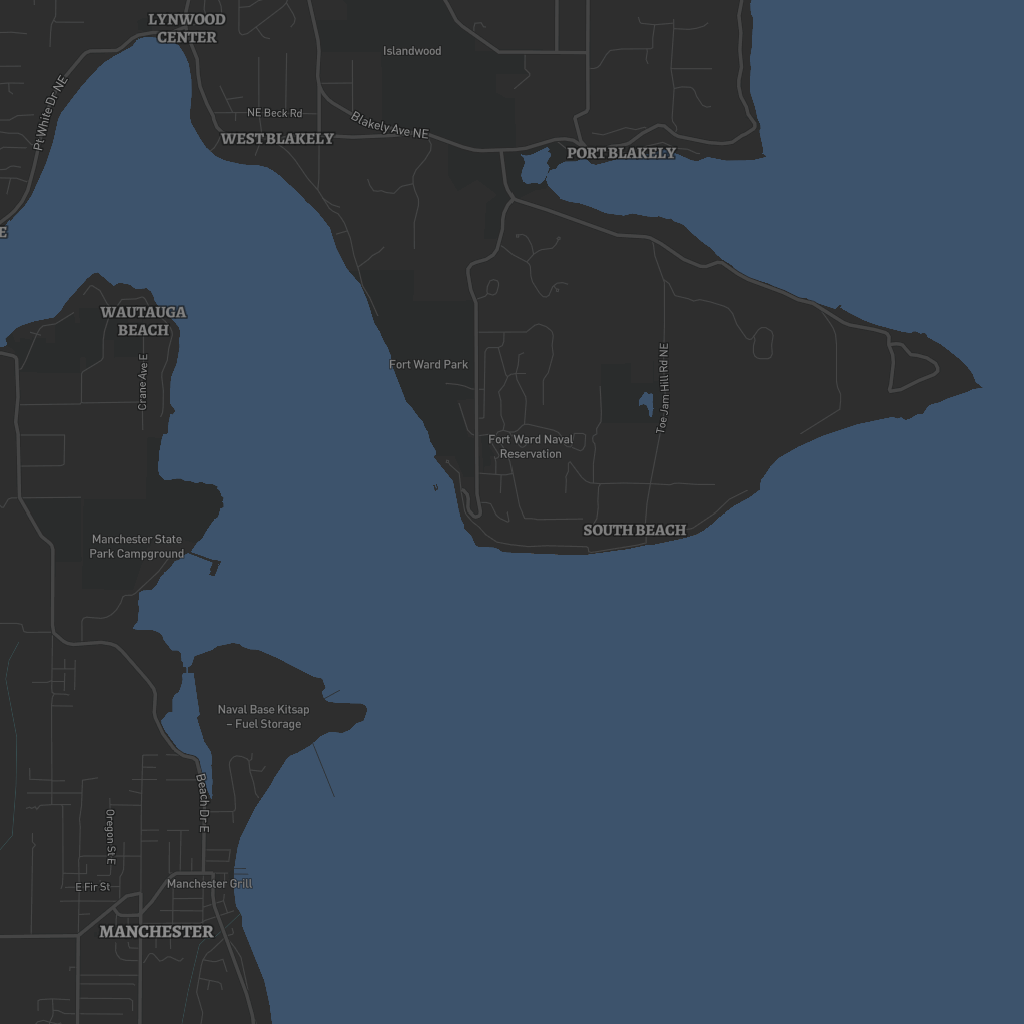 LYNWOOD
CENTER
Islandwood
Pt White Dr NE
NE Beck Rd
Blakely Ave NE
WEST BLAKELY
PORT BLAKELY
E
WAUTAUGA
BEACH
Crane Ave E
Fort Ward Park
Toe Jam Hill Rd NE
Fort Ward Naval
Reservation
SOUTH BEACH
Manchester State
Park Campground
Naval Base Kitsap
– Fuel Storage
Beach Dr E
Oregon St E
E Fir St
Manchester Grill
MANCHESTER